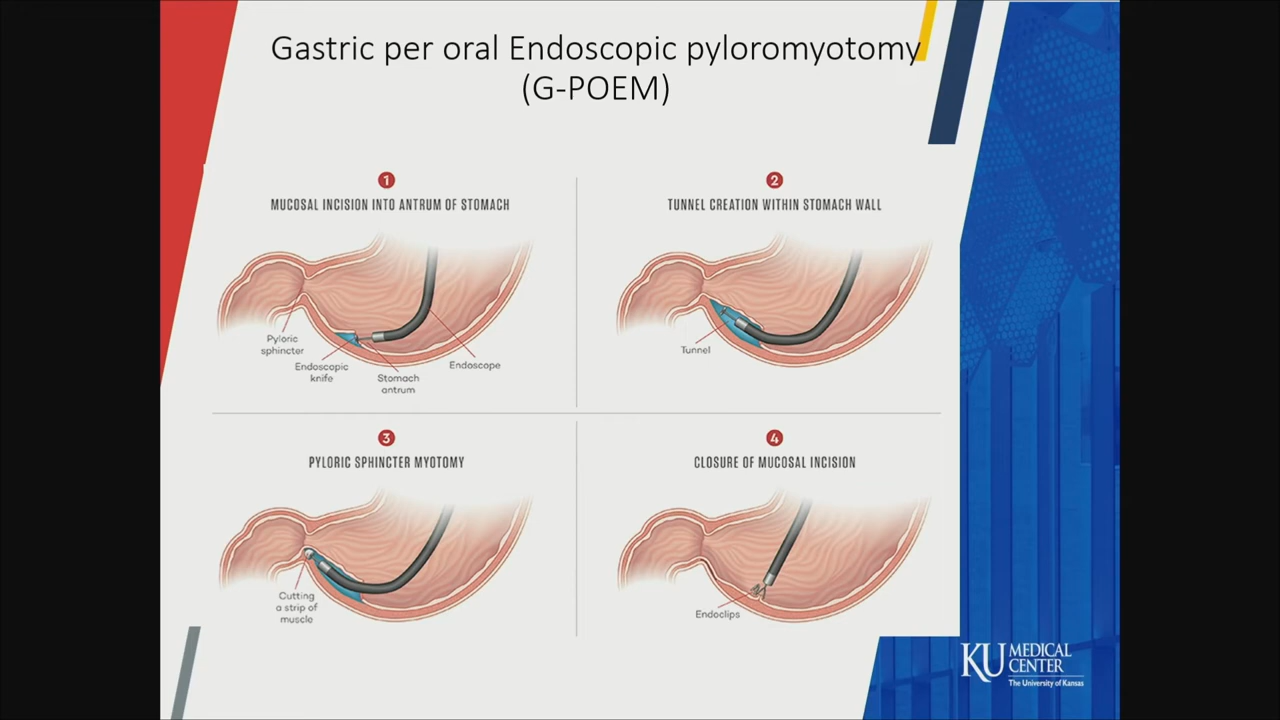 Gastric per oral Endoscopic pyloromyotomy
(G-POEM)
1
MUCOSAL INCISION INTO ANTRUM OF STOMACH
Pyloric
sphincter
Endoscopic
knife
Stomach
antrum
Endoscope
2
TUNNEL CREATION WITHIN STOMACH WALL
Tunnel
3
PYLORIC SPHINCTER MYOTOMY
Cutting
a strip of
muscle
4
CLOSURE OF MUCOSAL INCISION
Endoclips
KU MEDICAL
CENTER
The University of Kansas